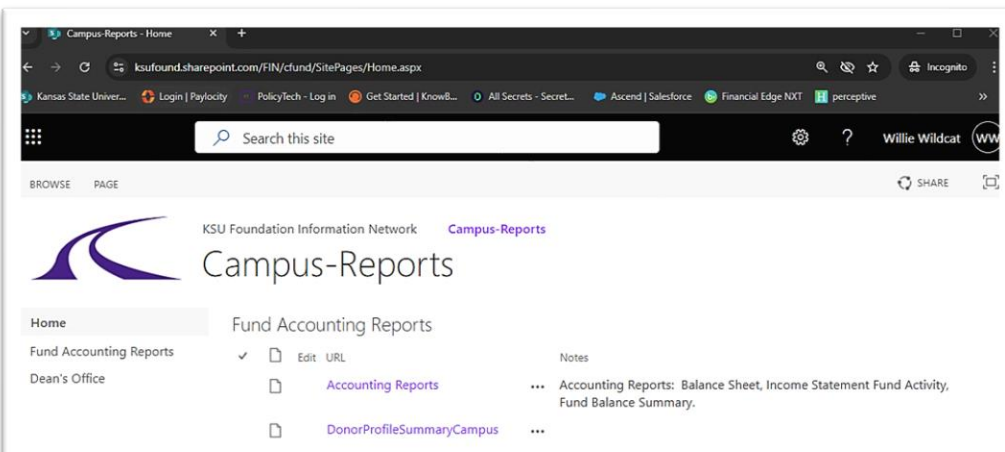 Campus-Reports - Home
ksufound.sharepoint.com/FIN/cfund/SitePages/Home.aspx
Incognito
Kansas State Univer... Login | Paylocity PolicyTech - Log in Get Started | KnowB... All Secrets - Secret... Ascend | Salesforce Financial Edge NXT perceptive »
Search this site ? Willie Wildcat WW
BROWSE PAGE SHARE
KSU Foundation Information Network Campus-Reports
Campus-Reports
Home
Fund Accounting Reports
Dean's Office
Fund Accounting Reports
Edit URL Notes
Accounting Reports ... Accounting Reports: Balance Sheet, Income Statement Fund Activity,
Fund Balance Summary.
DonorProfileSummaryCampus ...